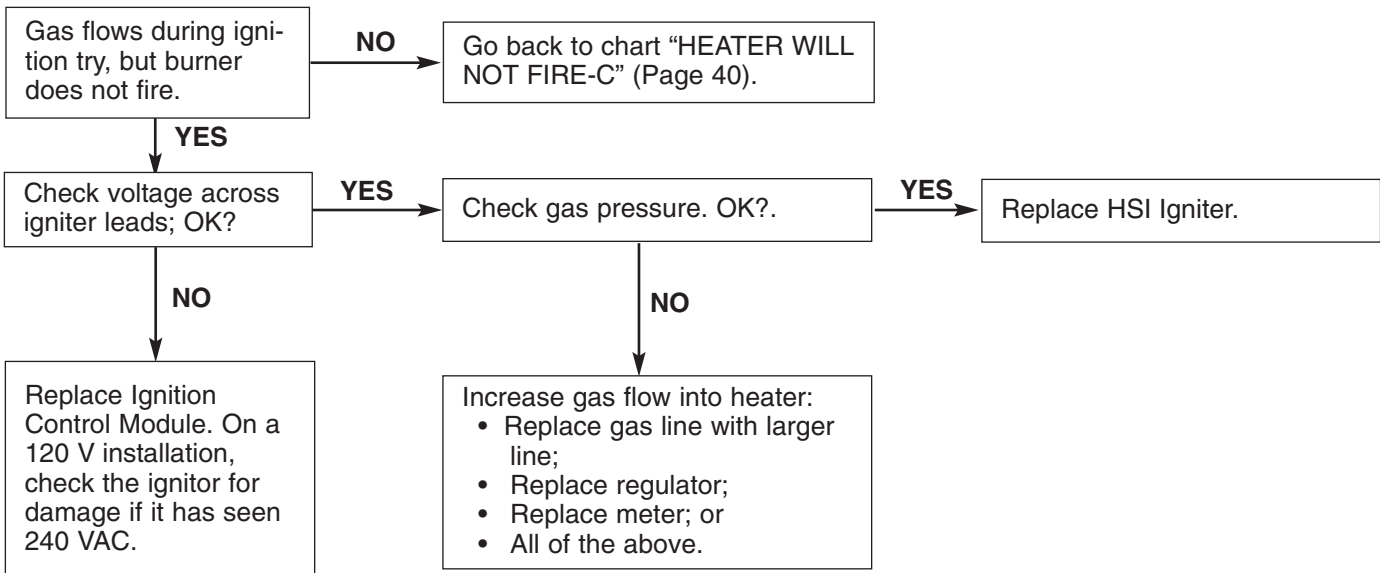 Gas flows during igni-
tion try, but burner
does not fire.
NO
Go back to chart “HEATER WILL
NOT FIRE-C” (Page 40).
YES
Check voltage across
igniter leads; OK?
YES
Check gas pressure. OK?.
YES
Replace HSI Igniter.
NO
NO
Replace Ignition
Control Module. On a
120 V installation,
check the ignitor for
damage if it has seen
240 VAC.
Increase gas flow into heater:
• Replace gas line with larger
line;
• Replace regulator;
• Replace meter; or
• All of the above.